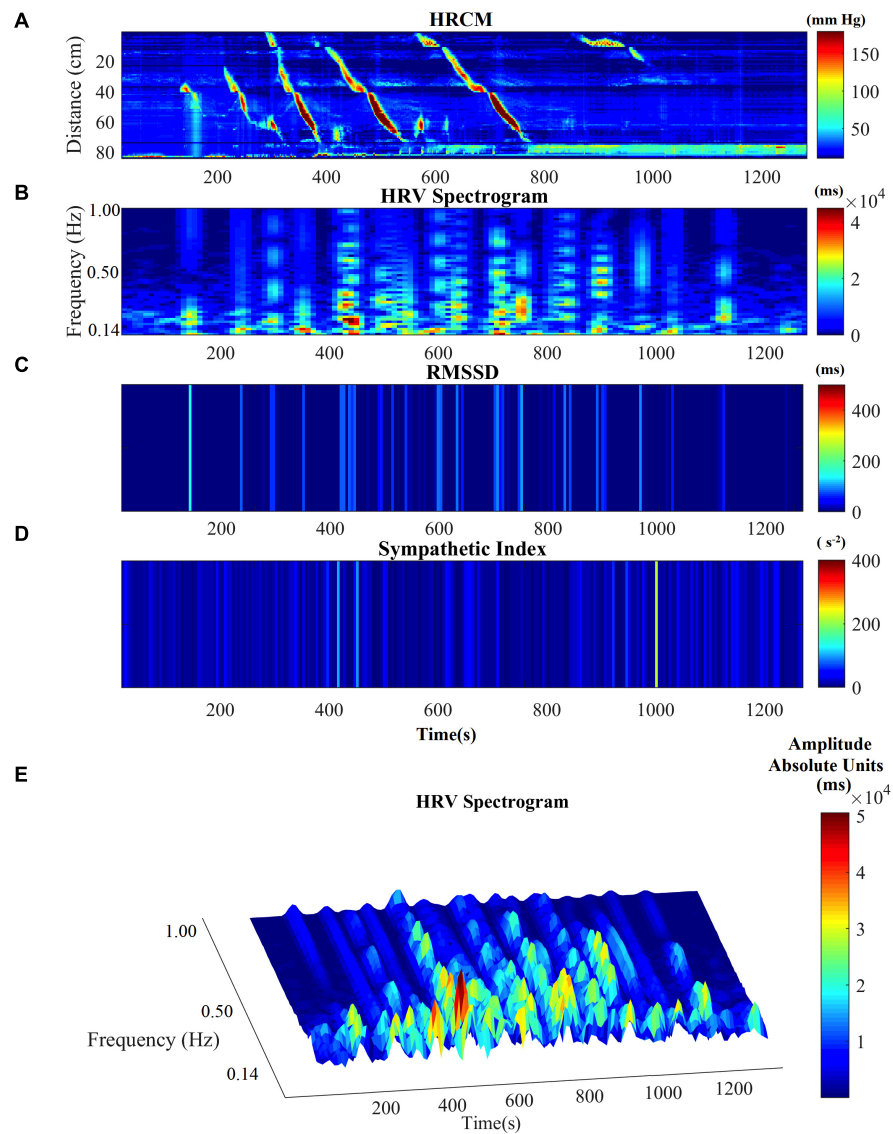 A
HRCM
(mm Hg)
Distance (cm)
20
40
60
80
150
100
50
200 400 600 800 1000 1200
B
HRV Spectrogram
(ms)
×10⁴
Frequency (Hz)
1.00
0.50
0.14
4
2
0
200 400 600 800 1000 1200
C
RMSSD
(ms)
400
200
0
200 400 600 800 1000 1200
D
Sympathetic Index
( s⁻²)
400
200
0
200 400 600 800 1000 1200
Time(s)
E
Amplitude
Absolute Units
(ms)
×10⁴
HRV Spectrogram
5
4
3
2
1
1.00
0.50
0.14
Frequency (Hz)
200 400 600 800 1000 1200
Time(s)